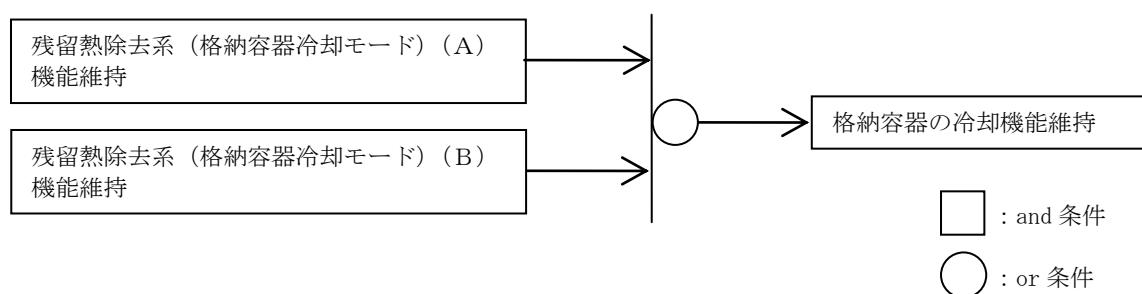 残留熱除去系（格納容器冷却モード）（Ａ）
機能維持
残留熱除去系（格納容器冷却モード）（Ｂ）
機能維持
格納容器の冷却機能維持
：and 条件
：or 条件